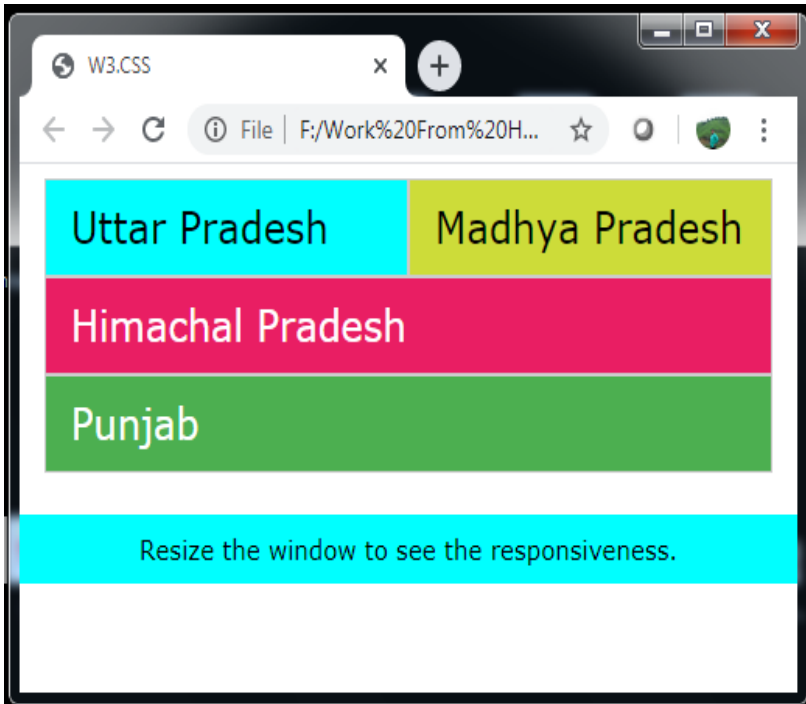 W3.CSS
File F:/Work%20From%20H...
Uttar Pradesh Madhya Pradesh
Himachal Pradesh
Punjab
Resize the window to see the responsiveness.